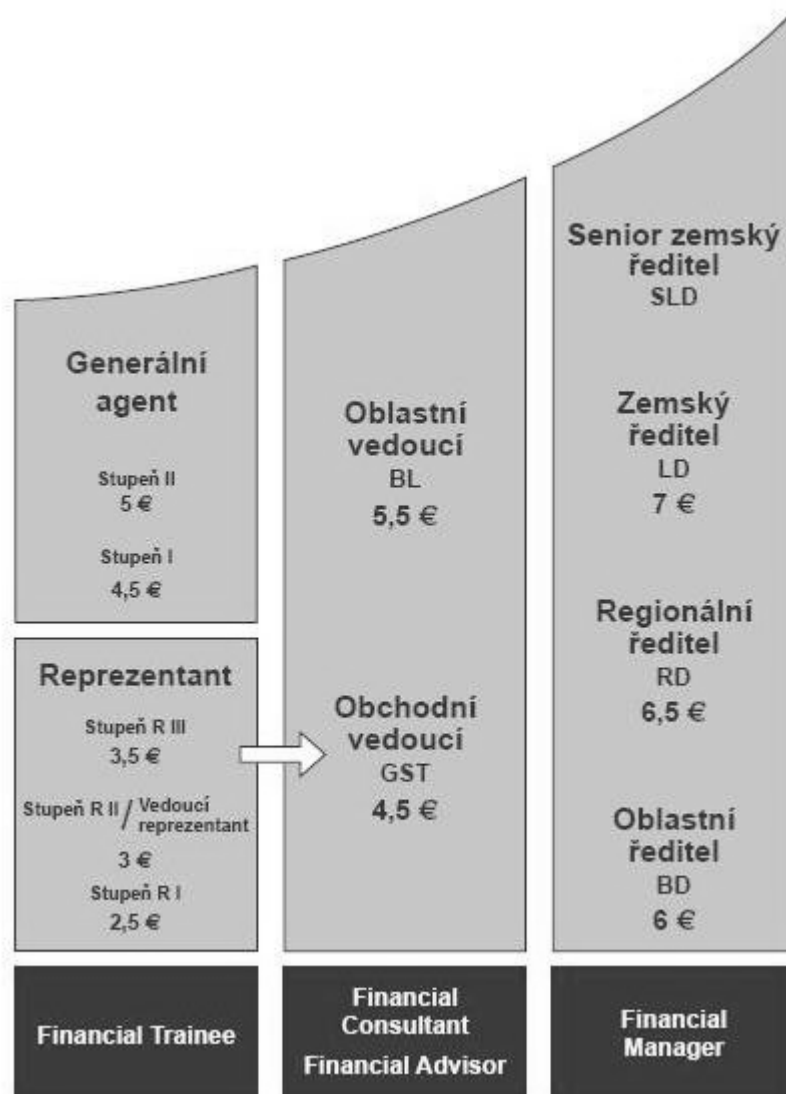 Generální
agent
Stupeň II
5 €
Stupeň I
4,5 €
Reprezentant
Stupeň R III
3,5 €
Stupeň R II / Vedoucí
reprezentant
3 €
Stupeň R I
2,5 €
Financial Trainee
Oblastní
vedoucí
BL
5,5 €
Obchodní
vedoucí
GST
4,5 €
Financial
Consultant
Financial Advisor
Senior zemský
ředitel
SLD
Zemský
ředitel
LD
7 €
Regionální
ředitel
RD
6,5 €
Oblastní
ředitel
BD
6 €
Financial
Manager